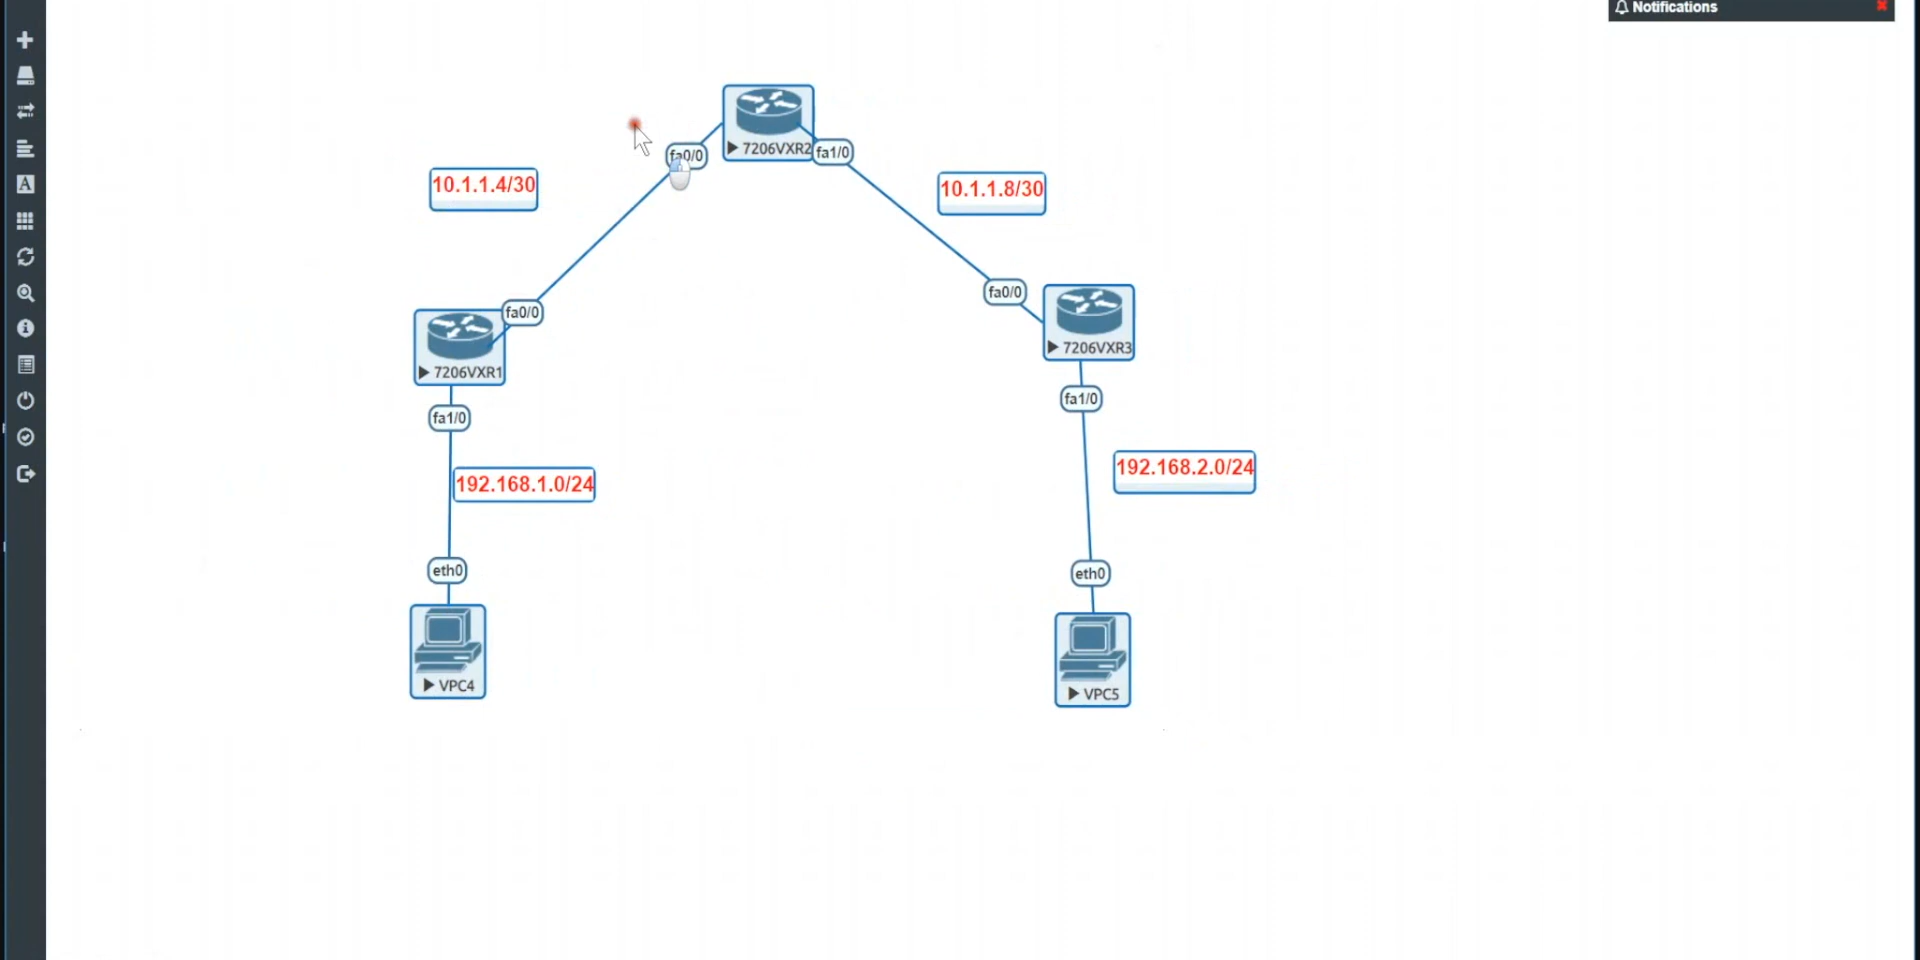 Notifications
7206VXR2
fa0/0
fa1/0
10.1.1.4/30
10.1.1.8/30
fa0/0
fa0/0
7206VXR1
7206VXR3
fa1/0
fa1/0
192.168.1.0/24
192.168.2.0/24
eth0
eth0
VPC4
VPC5